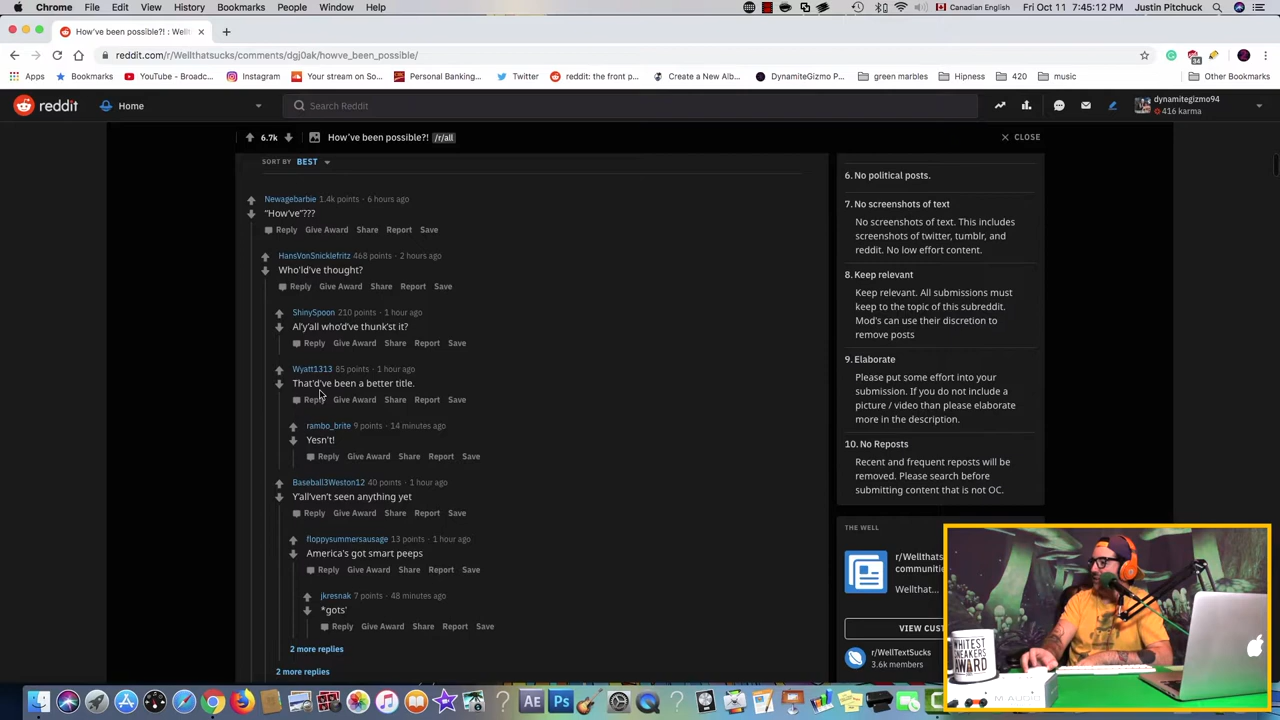 Chrome File Edit View History Bookmarks People Window Help
Canadian English Fri Oct 11 7:45:12 PM Justin Pitchuck
How've been possible?! : Wellt
reddit.com/r/Wellthatsucks/comments/dgj0ak/howve_been_possible/
34
Apps Bookmarks YouTube - Broadc... Instagram Your stream on So... Personal Banking... Twitter reddit: the front p... Create a New Alb... DynamiteGizmo P... green marbles Hipness 420 music Other Bookmarks
reddit Home Search Reddit dynamitegizmo94
416 karma
6.7k How've been possible?! /r/all CLOSE
SORT BY BEST
Newagebarbie 1.4k points · 6 hours ago
"How've"???
Reply Give Award Share Report Save
HansVonSnicklefritz 468 points · 2 hours ago
Who'ld've thought?
Reply Give Award Share Report Save
ShinySpoon 210 points · 1 hour ago
Al'y'all who'd've thunk'st it?
Reply Give Award Share Report Save
Wyatt1313 85 points · 1 hour ago
That'd've been a better title.
Reply Give Award Share Report Save
rambo_brite 9 points · 14 minutes ago
Yesn't!
Reply Give Award Share Report Save
Baseball3Weston12 40 points · 1 hour ago
Y'all'ven't seen anything yet
Reply Give Award Share Report Save
floppysummersausage 13 points · 1 hour ago
America's got smart peeps
Reply Give Award Share Report Save
jkresnak 7 points · 48 minutes ago
*gots'
Reply Give Award Share Report Save
2 more replies
2 more replies
6. No political posts.
7. No screenshots of text
No screenshots of text. This includes
screenshots of twitter, tumblr, and
reddit. No low effort content.
8. Keep relevant
Keep relevant. All submissions must
keep to the topic of this subreddit.
Mod's can use their discretion to
remove posts
9. Elaborate
Please put some effort into your
submission. If you do not include a
picture / video than please elaborate
more in the description.
10. No Reposts
Recent and frequent reposts will be
removed. Please search before
submitting content that is not OC.
THE WELL
r/Wellthats
communitie
Wellthat...
VIEW CUST
r/WellTextSucks
3.6k members
WHITEST
SNEAKERS
AWARD
M-AUDIO
AE
Ps